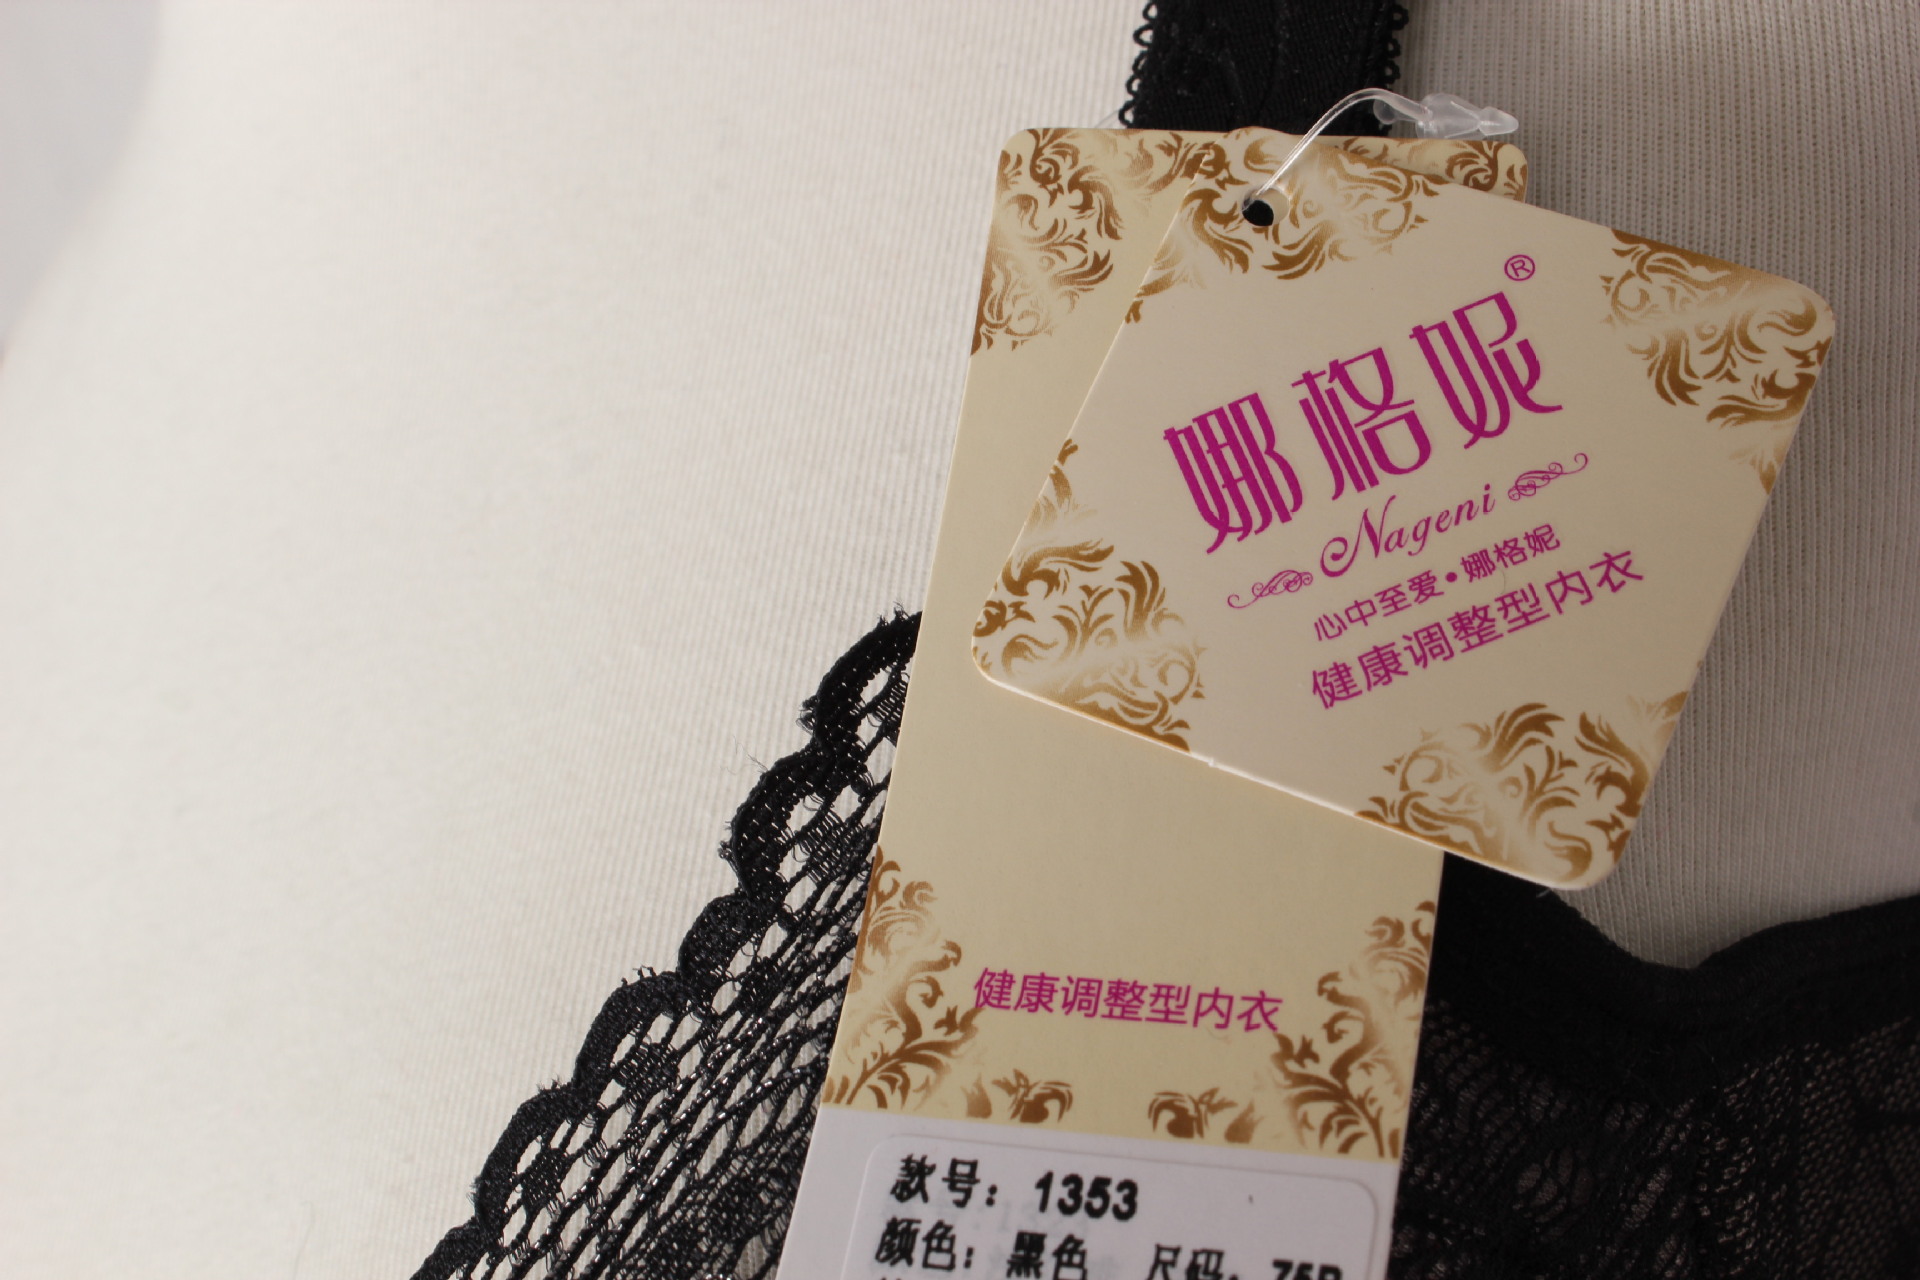 娜格妮®
Nageni
心中至爱•娜格妮
健康调整型内衣
健康调整型内衣
款号：1353
颜色：黑色 尺码：75B